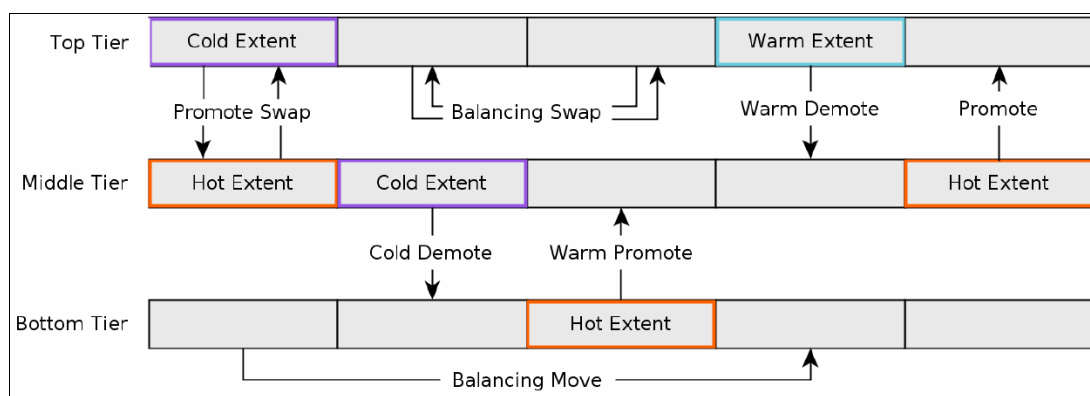 Top Tier
Cold Extent
Warm Extent
Promote Swap
Balancing Swap
Warm Demote
Promote
Middle Tier
Hot Extent
Cold Extent
Hot Extent
Cold Demote
Warm Promote
Bottom Tier
Hot Extent
Balancing Move